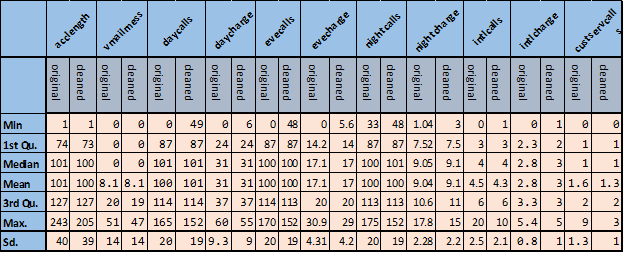 acclength vmailmess daycalls daycharge evecalls evecharge nightcalls nightcharge intlcalls intlcharge custservcall
s
original cleaned original cleaned original cleaned original cleaned original cleaned original cleaned original cleaned original cleaned original cleaned original cleaned original cleaned
Min 1 1 0 0 0 49 0 6 0 48 0 5.6 33 48 1.04 3 0 1 0 1 0 0
1st Qu. 74 73 0 0 87 87 24 24 87 87 14.2 14 87 87 7.52 7.5 3 3 2.3 2 1 1
Median 101 100 0 0 101 101 31 31 100 100 17.1 17 100 101 9.05 9.1 4 4 2.8 3 1 1
Mean 101 100 8.1 8.1 100 101 31 31 100 100 17.1 17 100 100 9.04 9.1 4.5 4.3 2.8 3 1.6 1.3
3rd Qu. 127 127 20 19 114 114 37 37 114 113 20 20 113 113 10.6 11 6 6 3.3 3 2 2
Max. 243 205 51 47 165 152 60 55 170 152 30.9 29 175 152 17.8 15 20 10 5.4 5 9 3
Sd. 40 39 14 14 20 19 9.3 9 20 19 4.31 4.2 20 19 2.28 2.2 2.5 2.1 0.8 1 1.3 1